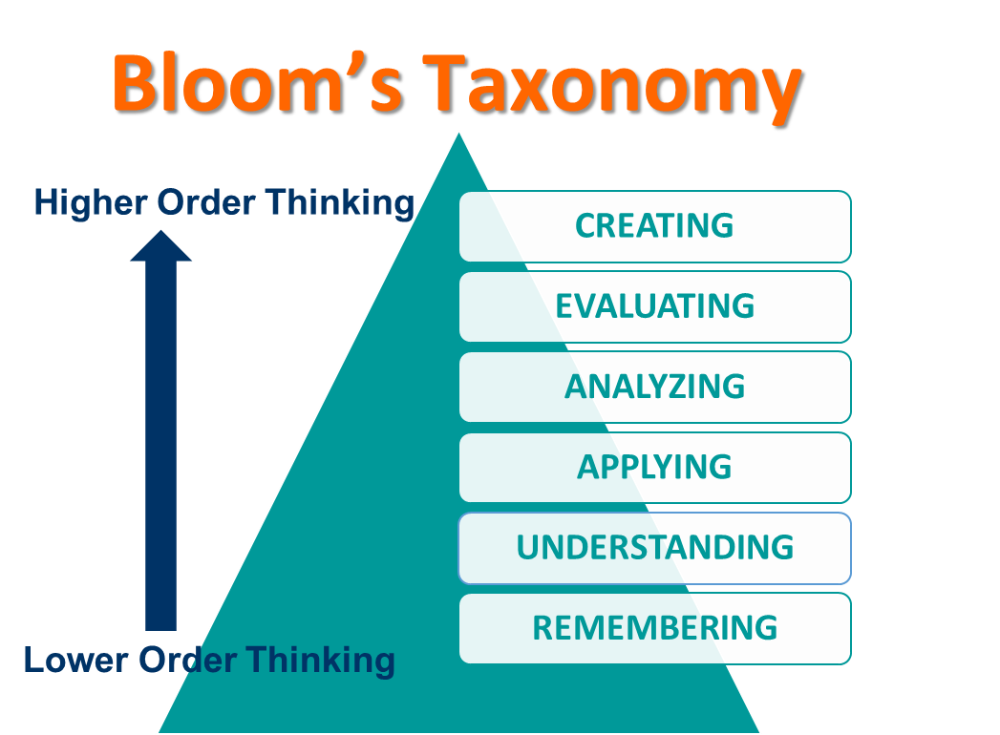 Bloom’s Taxonomy
Higher Order Thinking
CREATING
EVALUATING
ANALYZING
APPLYING
UNDERSTANDING
REMEMBERING
Lower Order Thinking